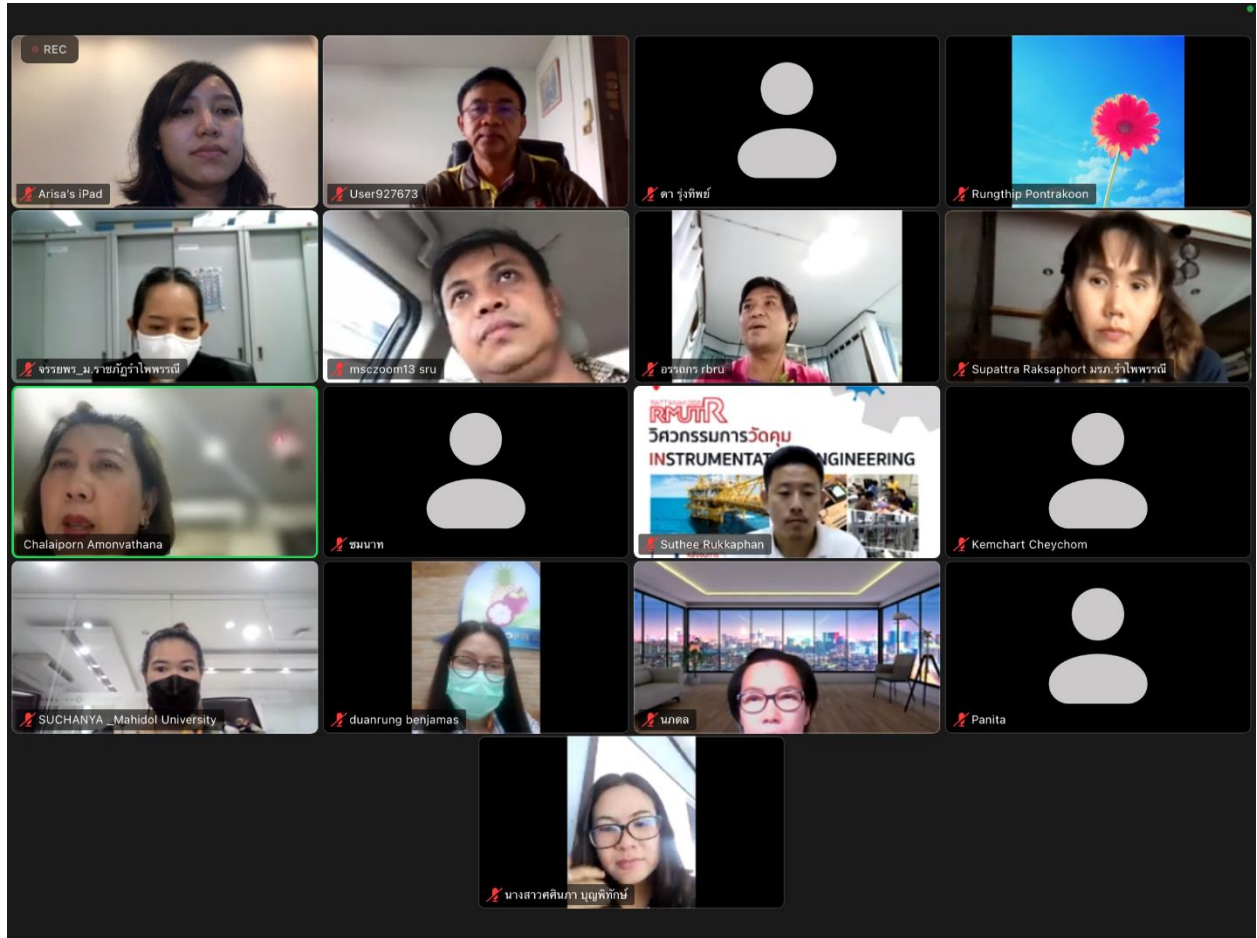 REC
Arisa's iPad
User927673
ดา รุ่งทิพย์
Rungthip Pontrakoon
จรรยพร_ม.ราชภัฏรำไพพรรณี
msczoom13 sru
อรรถกร rbru
Supattra Raksaphort มรภ.รำไพพรรณี
Chalaiporn Amonvathana
ชมนาท
RMUTR
วิศวกรรมการวัดคุม
INSTRUMENTAT NGINEERING
Suthee Rukkaphan
Kemchart Cheychom
SUCHANYA _Mahidol University
duanrung benjamas
นภดล
Panita
นางสาวศศินภา บุญพิทักษ์